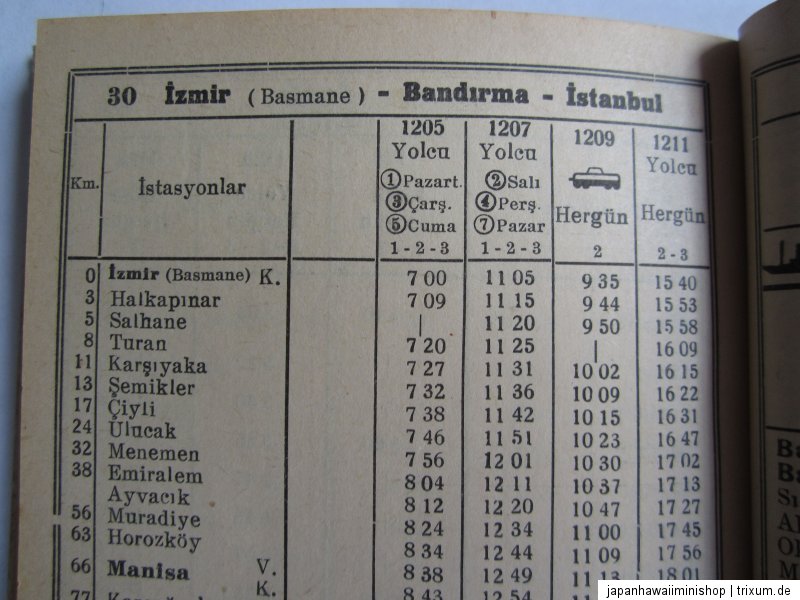 30 İzmir (Basmane) - Bandırma - İstanbul
Km. İstasyonlar
1205 1207 1209 1211
Yolcu Yolcu Yolcu
①Pazart. ②Salı
③Çarş. ④Perş. Hergün Hergün
⑤Cuma ⑦Pazar
1-2-3 1-2-3 2 2-3
0 İzmir (Basmane) K. 7 00 11 05 9 35 15 40
3 Halkapınar 7 09 11 15 9 44 15 53
5 Salhane | 11 20 9 50 15 58
8 Turan 7 20 11 25 | 16 09
11 Karşıyaka 7 27 11 31 10 02 16 15
13 Şemikler 7 32 11 36 10 09 16 22
17 Çiyli 7 38 11 42 10 15 16 31
24 Ulucak 7 46 11 51 10 23 16 47
32 Menemen 7 56 12 01 10 30 17 02
38 Emiralem 8 04 12 11 10 37 17 13
Ayvacık 8 12 12 20 10 47 17 27
56 Muradiye 8 24 12 34 11 00 17 45
63 Horozköy 8 34 12 44 11 09 17 56
66 Manisa V. 8 38 12 49 11 13 18 01
K. 8 43 12 54
77
japanhawaiiminishop | trixum.de